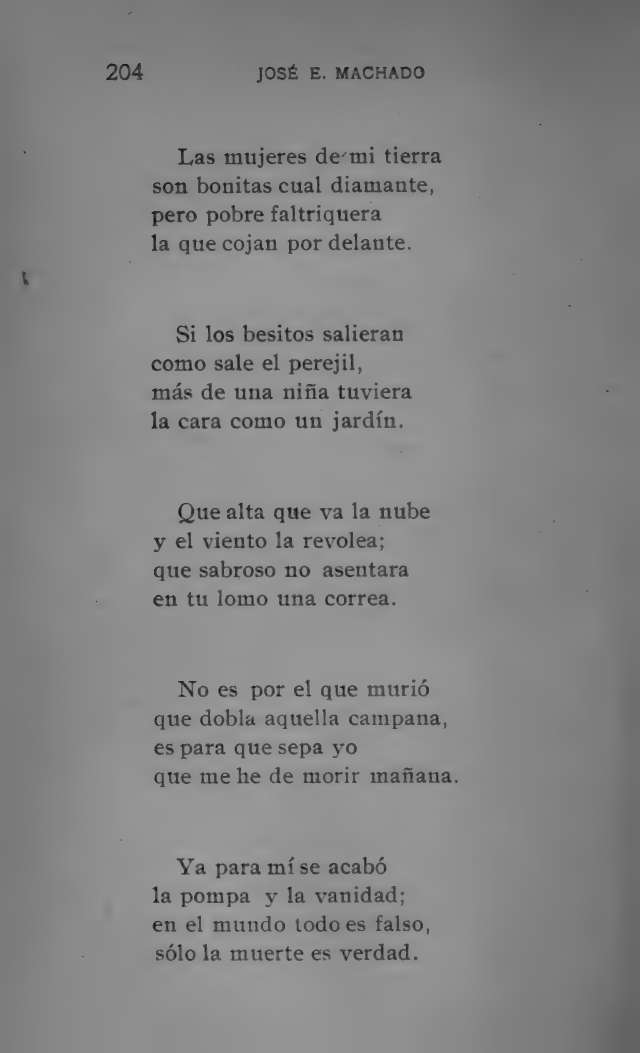 204 JOSÉ E. MACHADO
Las mujeres de mi tierra
son bonitas cual diamante,
pero pobre faltriquera
la que cojan por delante.
Si los besitos salieran
como sale el perejil,
más de una niña tuviera
la cara como un jardín.
Que alta que va la nube
y el viento la revolea;
que sabroso no asentara
en tu lomo una correa.
No es por el que murió
que dobla aquella campana,
es para que sepa yo
que me he de morir mañana.
Ya para mí se acabó
la pompa y la vanidad;
en el mundo todo es falso,
sólo la muerte es verdad.